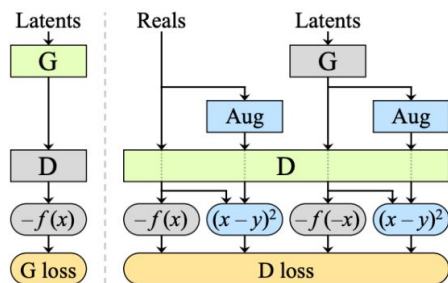 Latents
G
D
−f(x)
G loss
Reals
Latents
G
Aug
Aug
D
−f(x)
(x − y)²
−f(−x)
(x − y)²
D loss